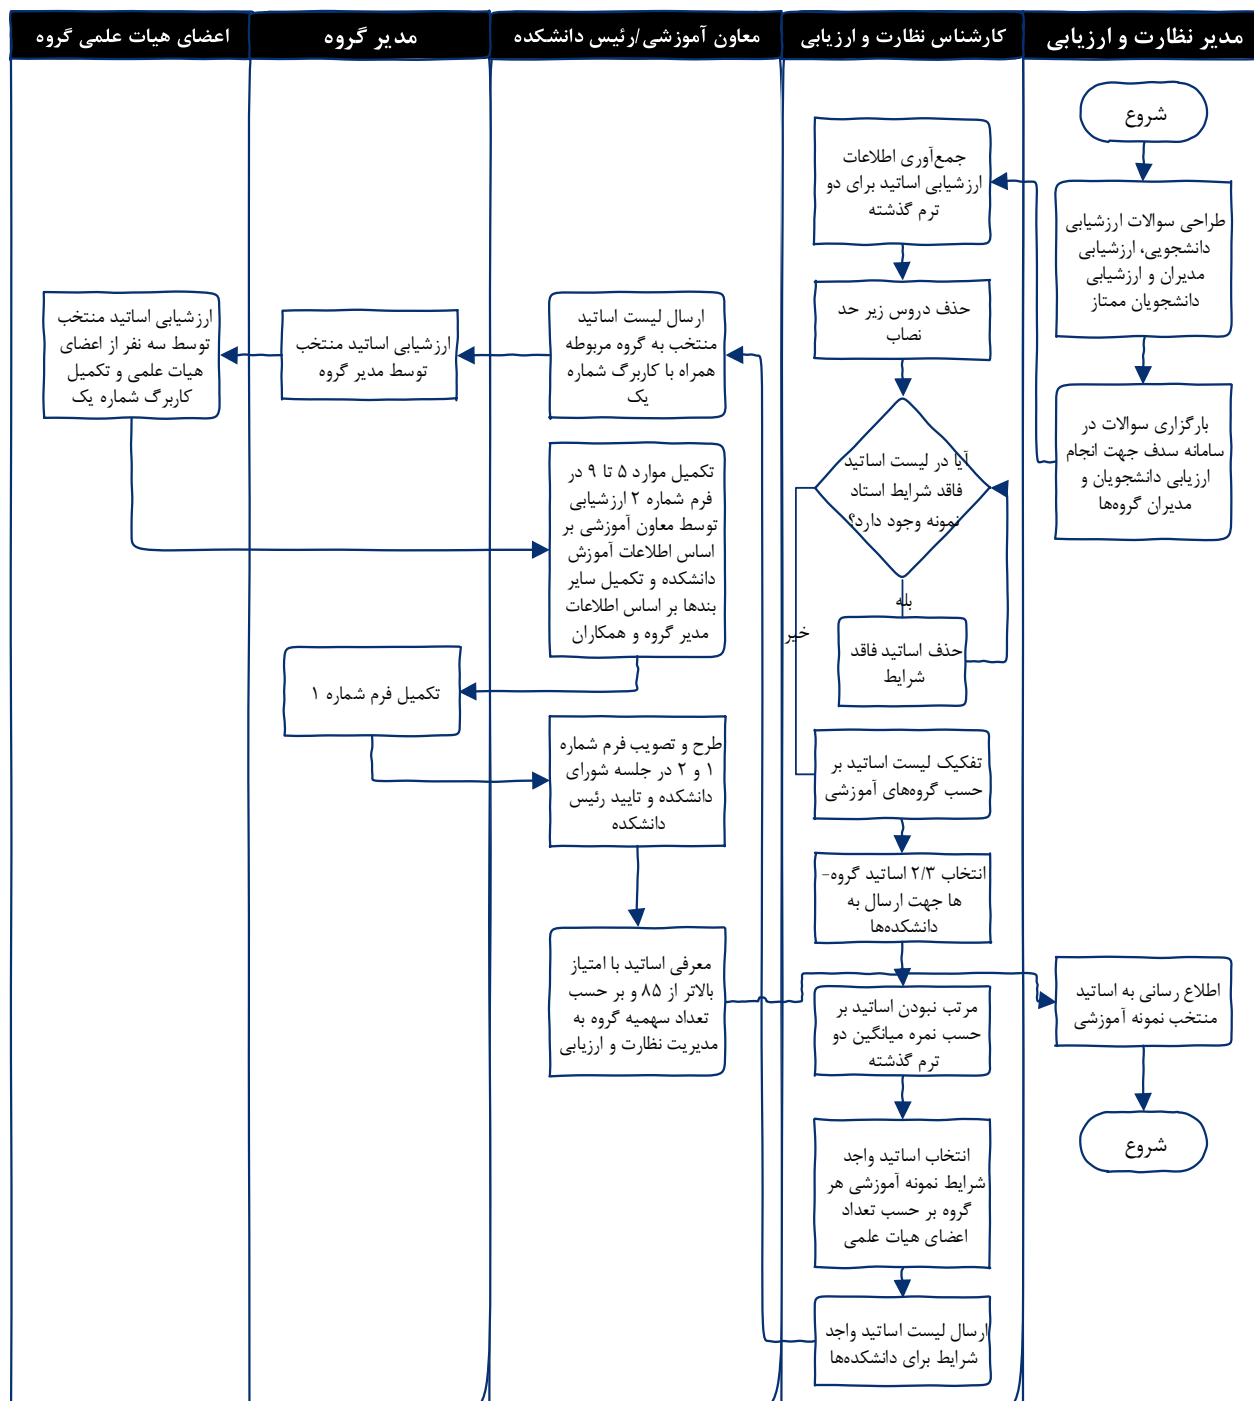 مدیر نظارت و ارزیابی
کارشناس نظارت و ارزیابی
معاون آموزشی/رئیس دانشکده
مدیر گروه
اعضای هیات علمی گروه
شروع
طراحی سوالات ارزشیابی
دانشجویی، ارزشیابی
مدیران و ارزشیابی
دانشجویان ممتاز
بارگزاری سوالات در
سامانه سدف جهت انجام
ارزیابی دانشجویان و
مدیران گروه‌ها
جمع‌آوری اطلاعات
ارزشیابی اساتید برای دو
ترم گذشته
حذف دروس زیر حد
نصاب
آیا در لیست اساتید
فاقد شرایط استاد
نمونه وجود دارد؟
بله
خیر
حذف اساتید فاقد
شرایط
تفکیک لیست اساتید بر
حسب گروه‌های آموزشی
انتخاب ۲/۳ اساتید گروه-
ها جهت ارسال به
دانشکده‌ها
مرتب نبودن اساتید بر
حسب نمره میانگین دو
ترم گذشته
انتخاب اساتید واجد
شرایط نمونه آموزشی هر
گروه بر حسب تعداد
اعضای هیات علمی
ارسال لیست اساتید واجد
شرایط برای دانشکده‌ها
ارسال لیست اساتید
منتخب به گروه مربوطه
همراه با کاربرگ شماره
یک
ارزشیابی اساتید منتخب
توسط مدیر گروه
ارزشیابی اساتید منتخب
توسط سه نفر از اعضای
هیات علمی و تکمیل
کاربرگ شماره یک
تکمیل موارد ۵ تا ۹ در
فرم شماره ۲ ارزشیابی
توسط معاون آموزشی بر
اساس اطلاعات آموزش
دانشکده و تکمیل سایر
بندها بر اساس اطلاعات
مدیر گروه و همکاران
تکمیل فرم شماره ۱
طرح و تصویب فرم شماره
۱ و ۲ در جلسه شورای
دانشکده و تایید رئیس
دانشکده
معرفی اساتید با امتیاز
بالاتر از ۸۵ و بر حسب
تعداد سهمیه گروه به
مدیریت نظارت و ارزیابی
اطلاع رسانی به اساتید
منتخب نمونه آموزشی
شروع